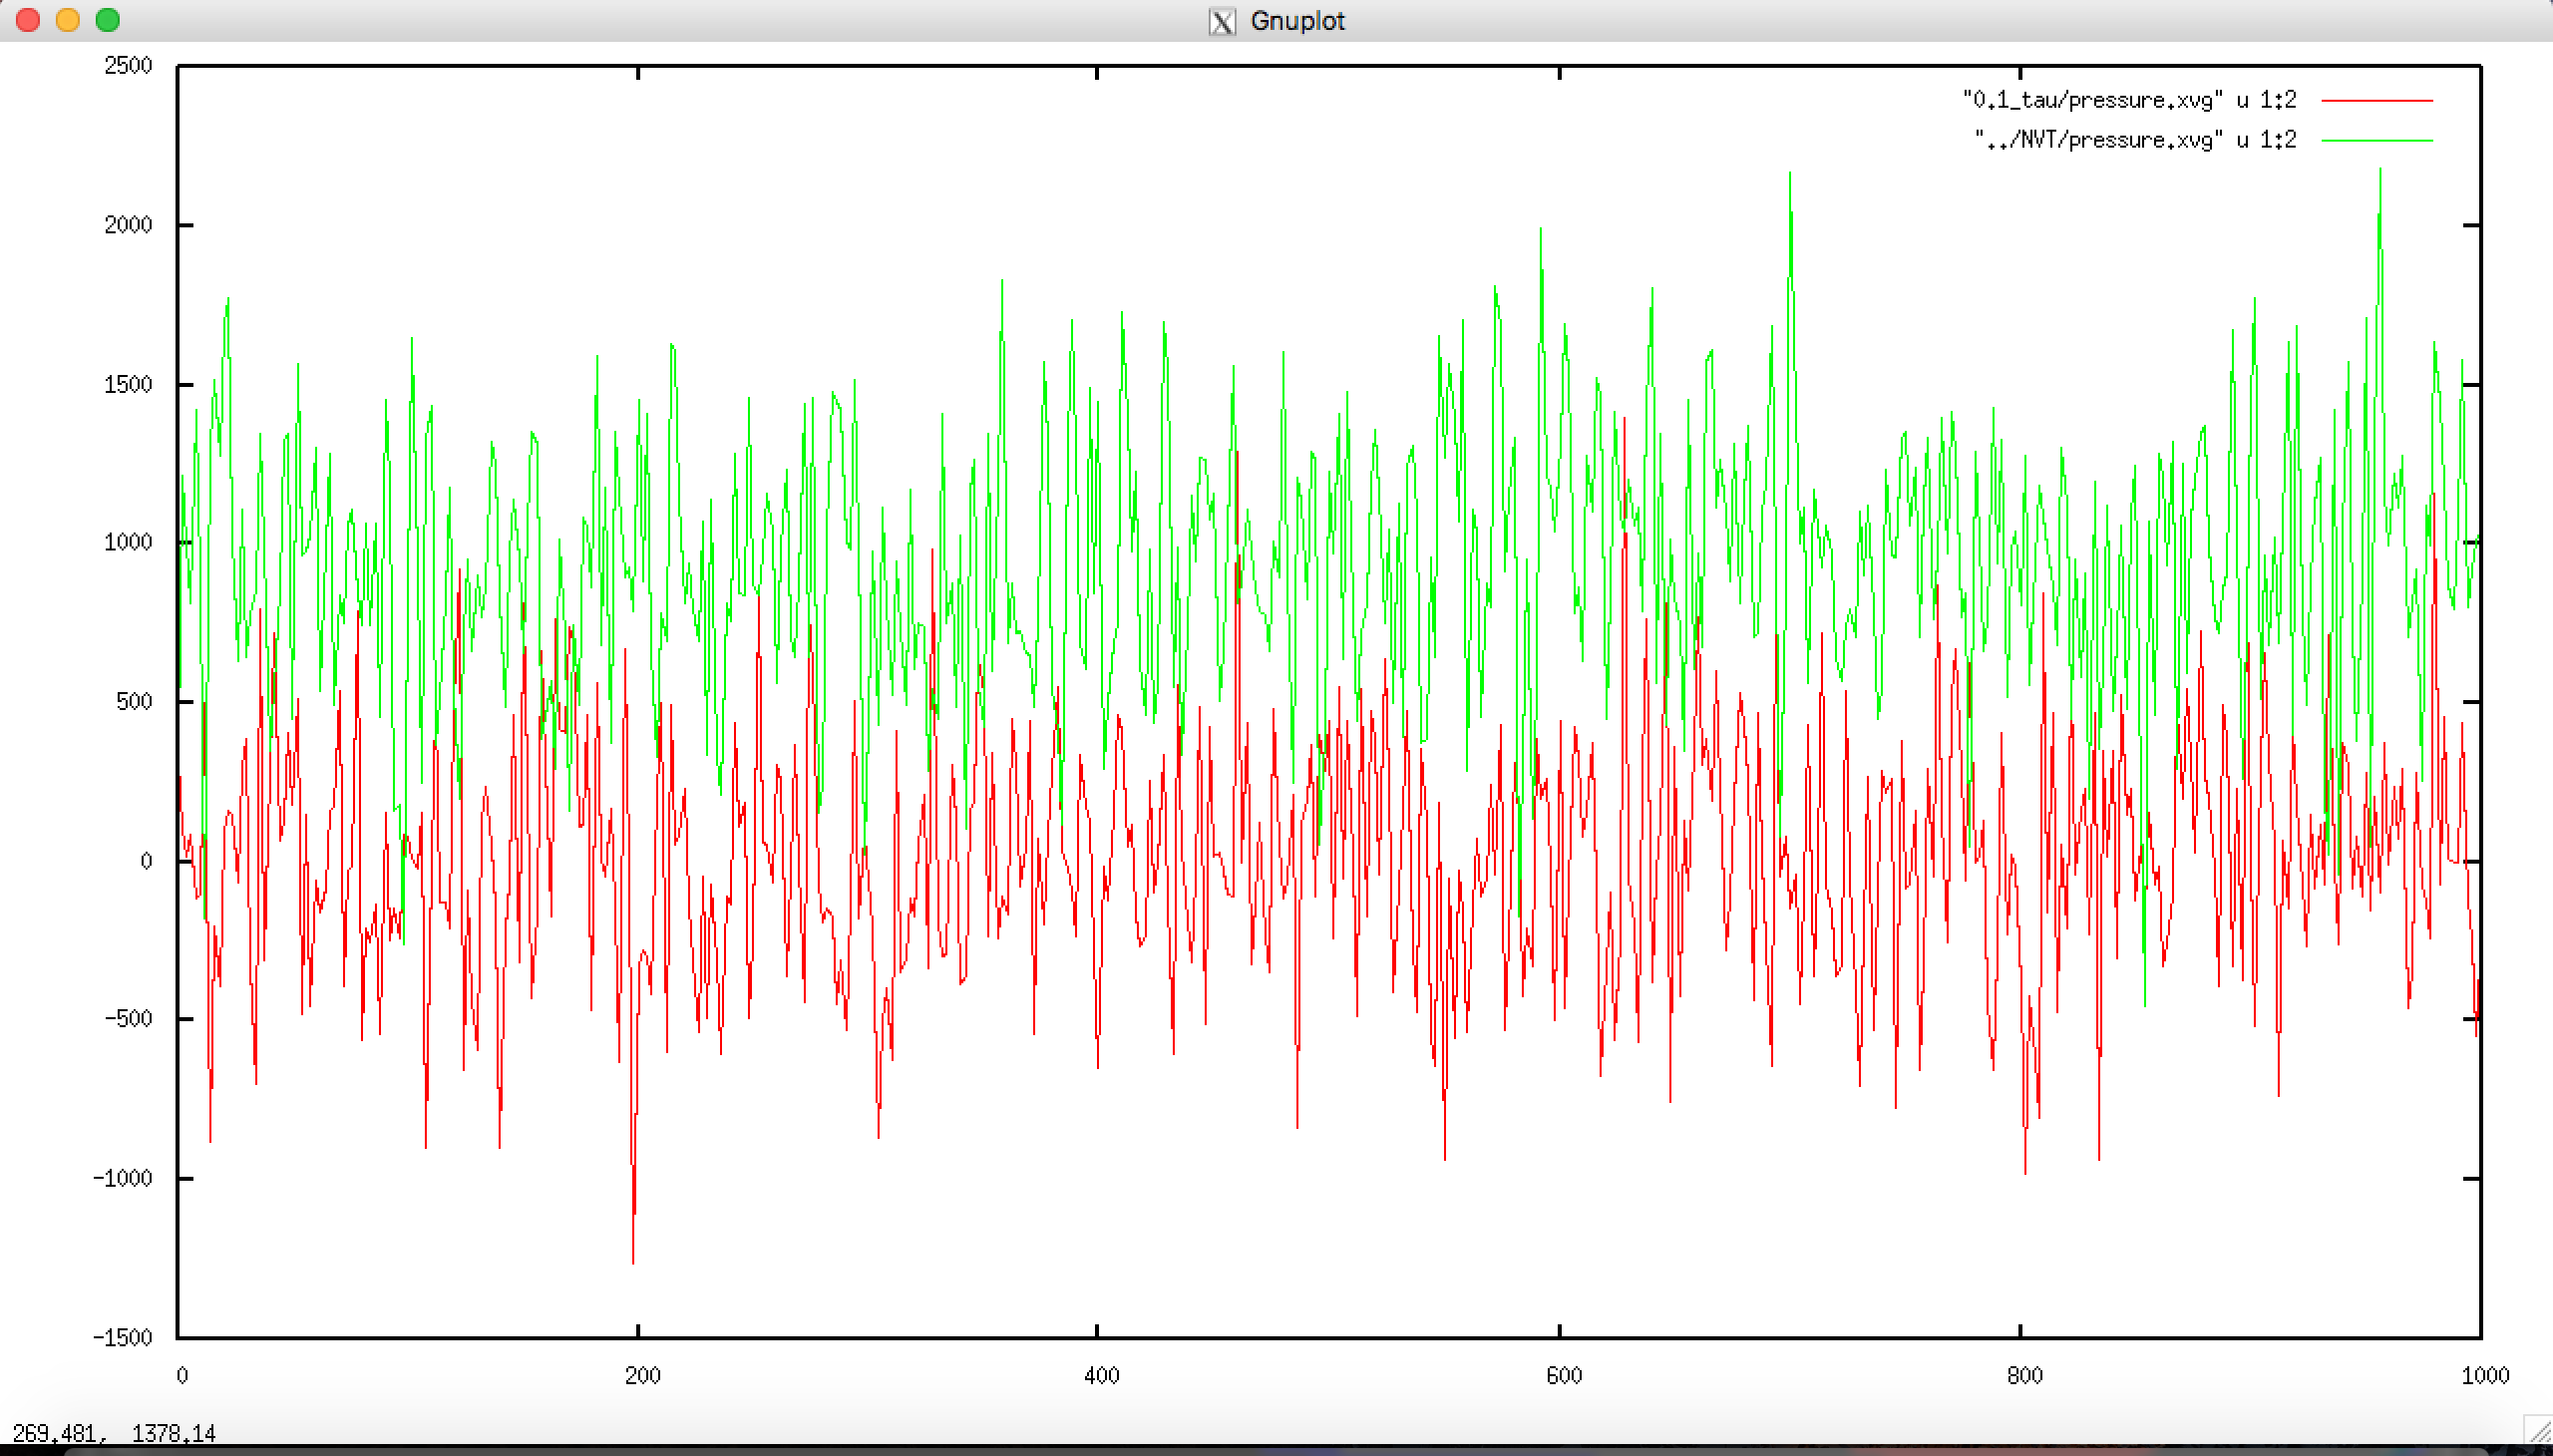 Gnuplot
2500
"0.1_tau/pressure.xvg" u 1:2
"../NVT/pressure.xvg" u 1:2
2000
1500
1000
500
0
-500
-1000
-1500
0 200 400 600 800 1000
269.481, 1378.14